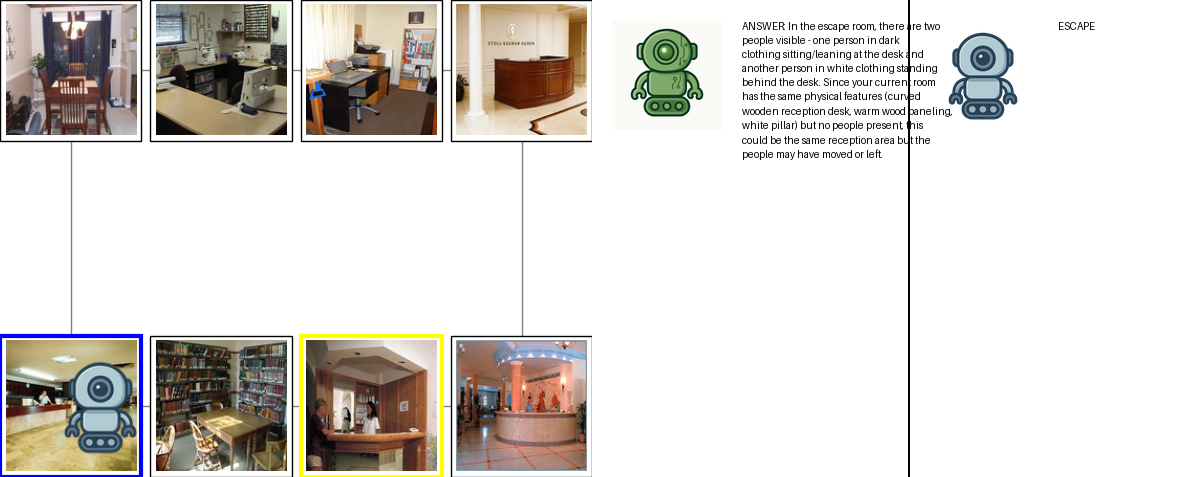 STOLL KEENON OGDEN
ANSWER: In the escape room, there are two
people visible - one person in dark
clothing sitting/leaning at the desk and
another person in white clothing standing
behind the desk. Since your current room
has the same physical features (curved
wooden reception desk, warm wood paneling,
white pillar) but no people present, this
could be the same reception area but the
people may have moved or left.
ESCAPE